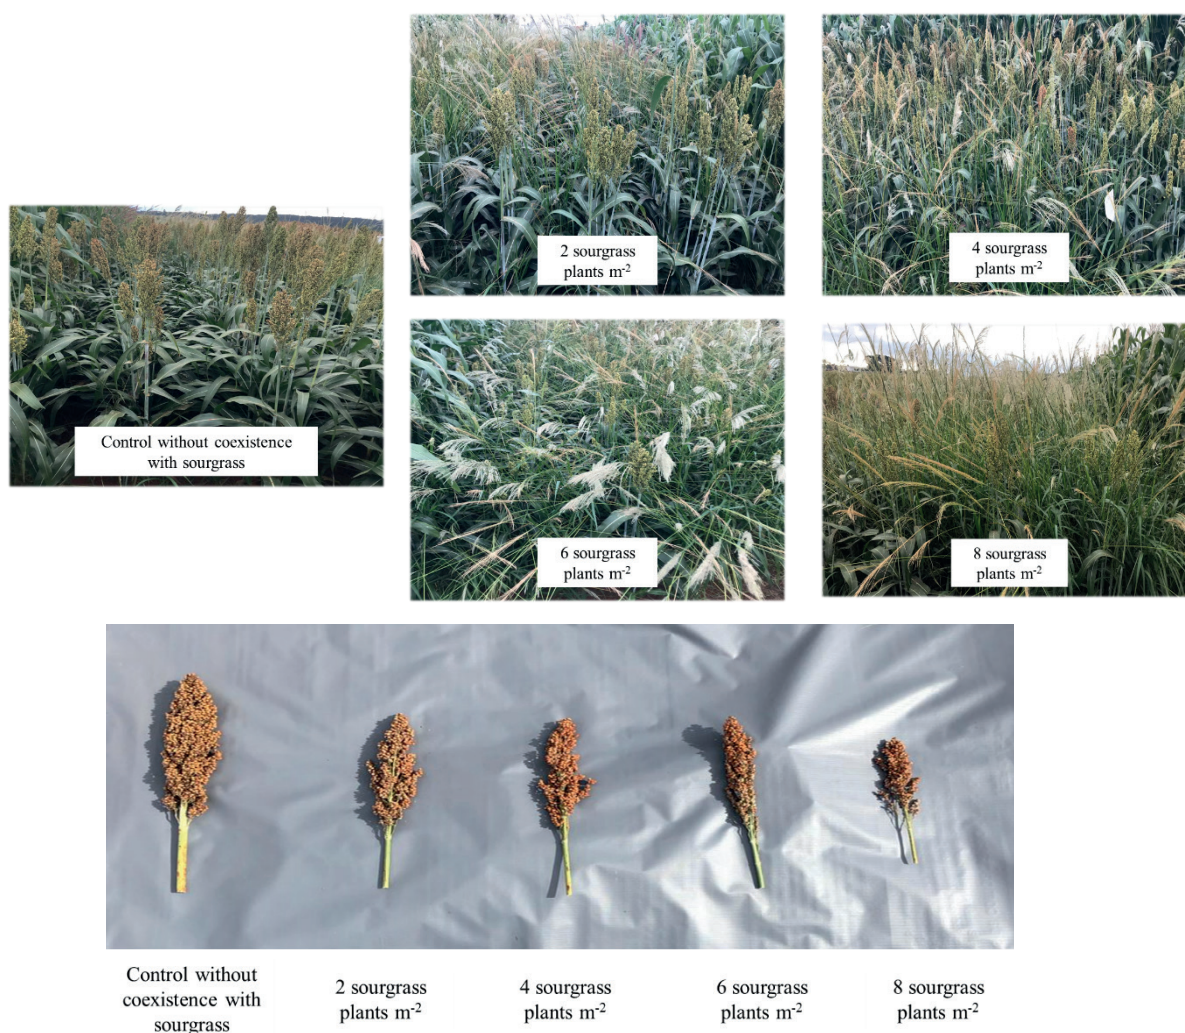 2 sourgrass
plants m⁻²
4 sourgrass
plants m⁻²
Control without coexistence
with sourgrass
6 sourgrass
plants m⁻²
8 sourgrass
plants m⁻²
Control without
coexistence with
sourgrass
2 sourgrass
plants m⁻²
4 sourgrass
plants m⁻²
6 sourgrass
plants m⁻²
8 sourgrass
plants m⁻²